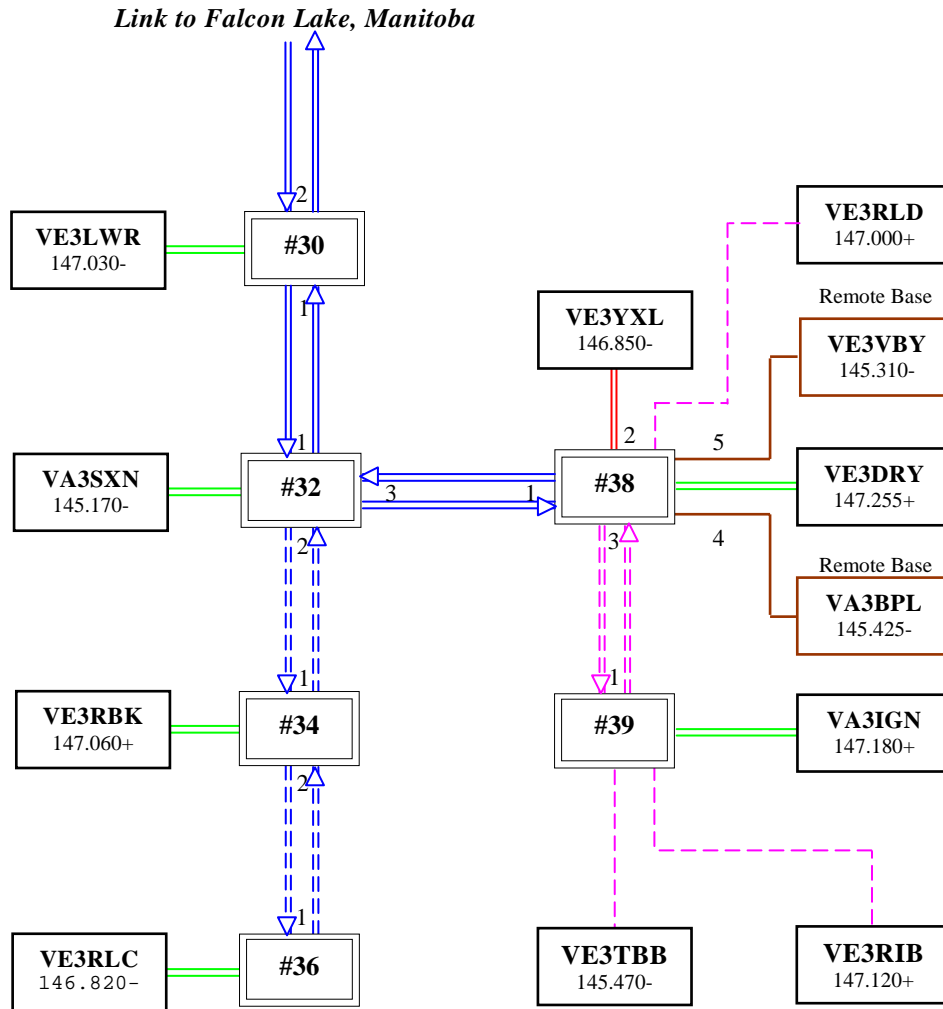 Link to Falcon Lake, Manitoba
2
VE3LWR
147.030-
#30
1
VE3RLD
147.000+
Remote Base
VE3YXL
146.850-
VE3VBY
145.310-
1
2
5
VA3SXN
145.170-
#32
3
1
#38
VE3DRY
147.255+
2
3
4
Remote Base
VA3BPL
145.425-
1
1
VE3RBK
147.060+
#34
#39
VA3IGN
147.180+
2
1
VE3RLC
146.820-
#36
VE3TBB
145.470-
VE3RIB
147.120+